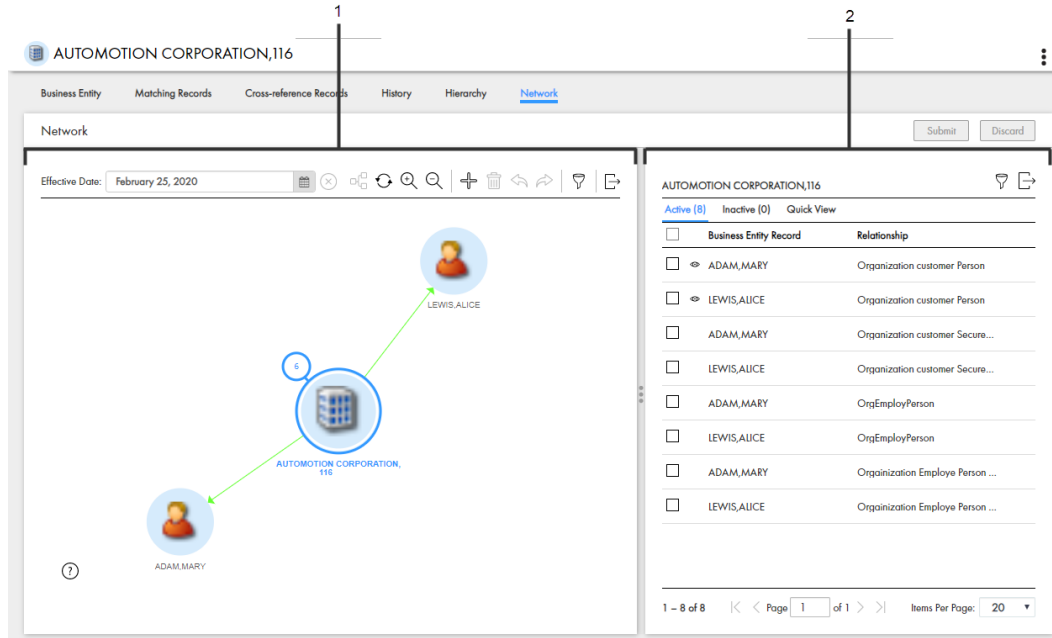 1
2
AUTOMOTION CORPORATION,116
Business Entity Matching Records Cross-reference Records History Hierarchy Network
Network
Submit Discard
Effective Date: February 25, 2020
LEWIS,ALICE
6
AUTOMOTION CORPORATION,
116
ADAM,MARY
?
AUTOMOTION CORPORATION,116
Active (8) Inactive (0) Quick View
Business Entity Record Relationship
ADAM,MARY Organization customer Person
LEWIS,ALICE Organization customer Person
ADAM,MARY Organization customer Secure...
LEWIS,ALICE Organization customer Secure...
ADAM,MARY OrgEmployPerson
LEWIS,ALICE OrgEmployPerson
ADAM,MARY Orgainization Employe Person ...
LEWIS,ALICE Orgainization Employe Person ...
1 – 8 of 8 Page 1 of 1 Items Per Page: 20